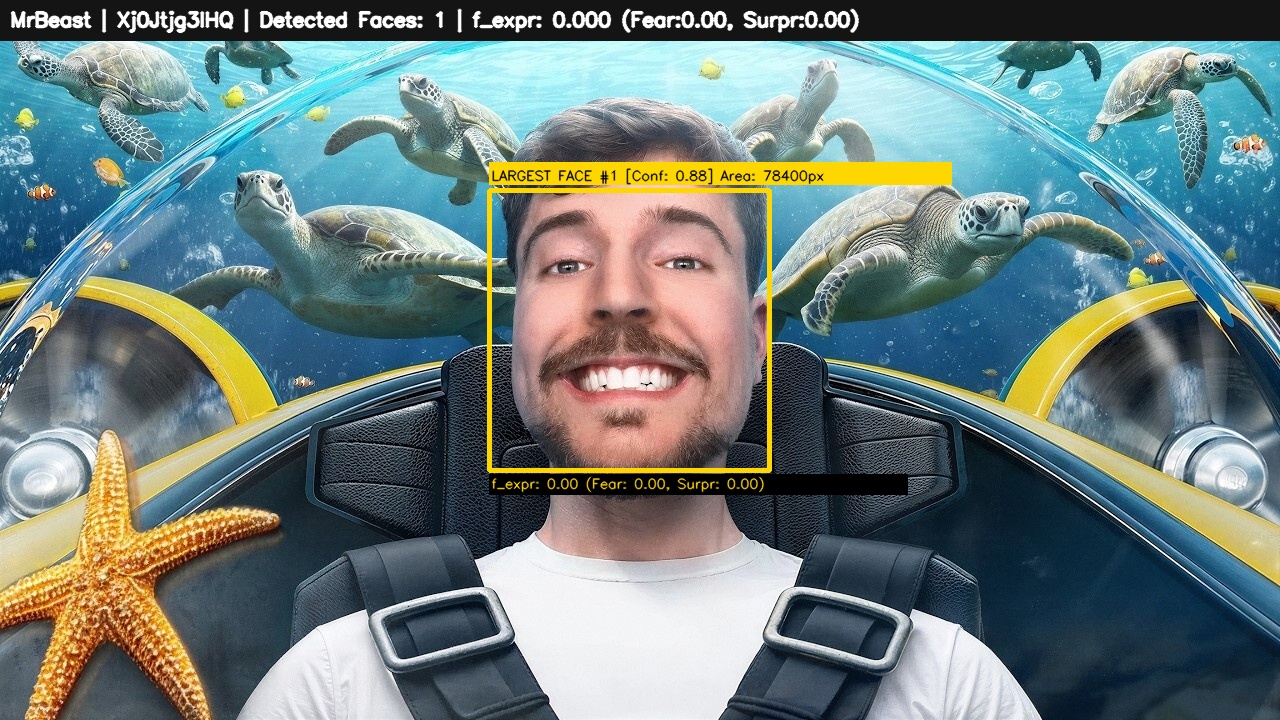 MrBeast | Xj0Jtjg3lHQ | Detected Faces: 1 | f_expr: 0.000 (Fear:0.00, Surpr:0.00)
LARGEST FACE #1 [Conf: 0.88] Area: 78400px
f_expr: 0.00 (Fear: 0.00, Surpr: 0.00)